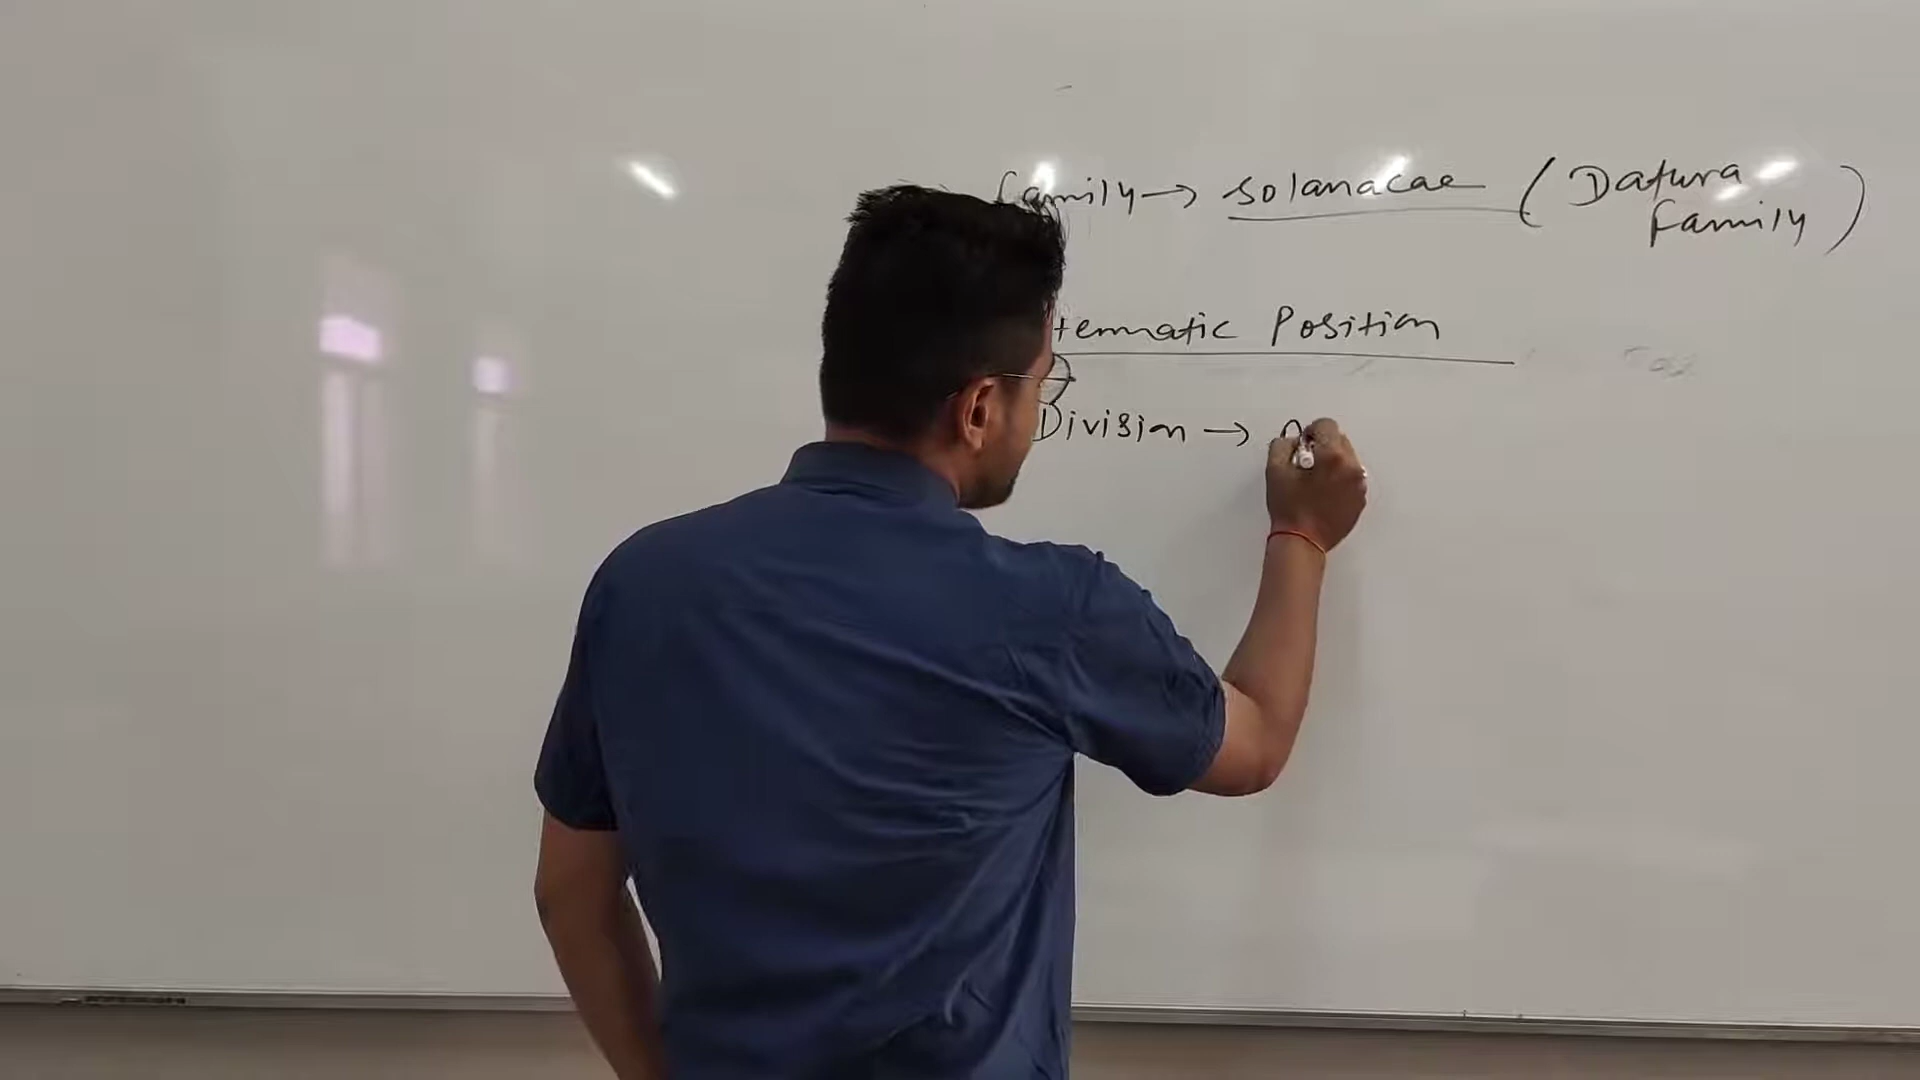 Family → Solanacae (Datura
Family)
tematic Position
Division →